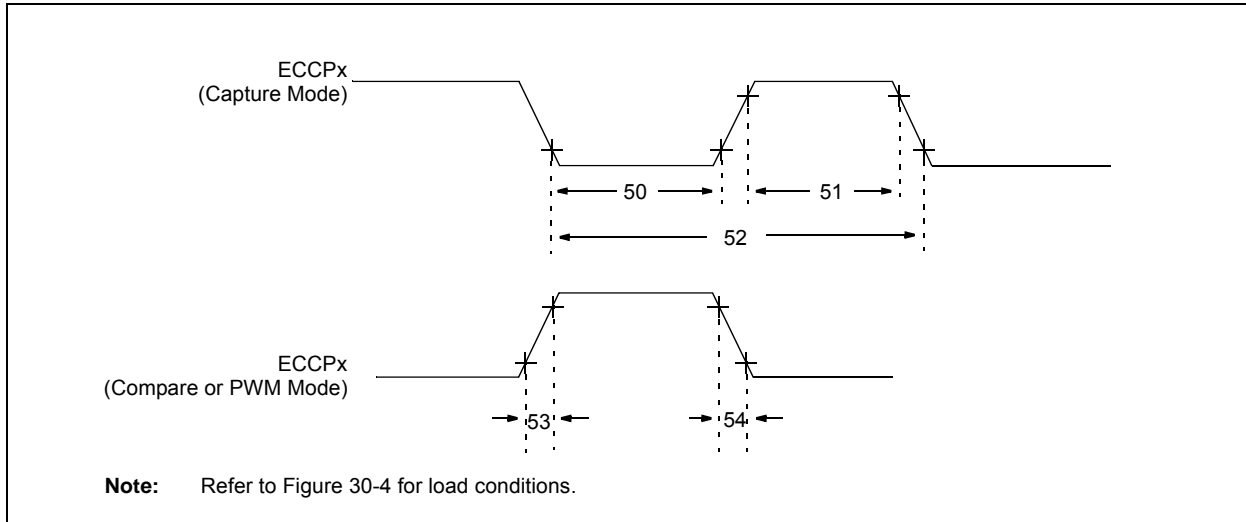 ECCPx
(Capture Mode)
50
51
52
ECCPx
(Compare or PWM Mode)
53
54
Note: Refer to Figure 30-4 for load conditions.